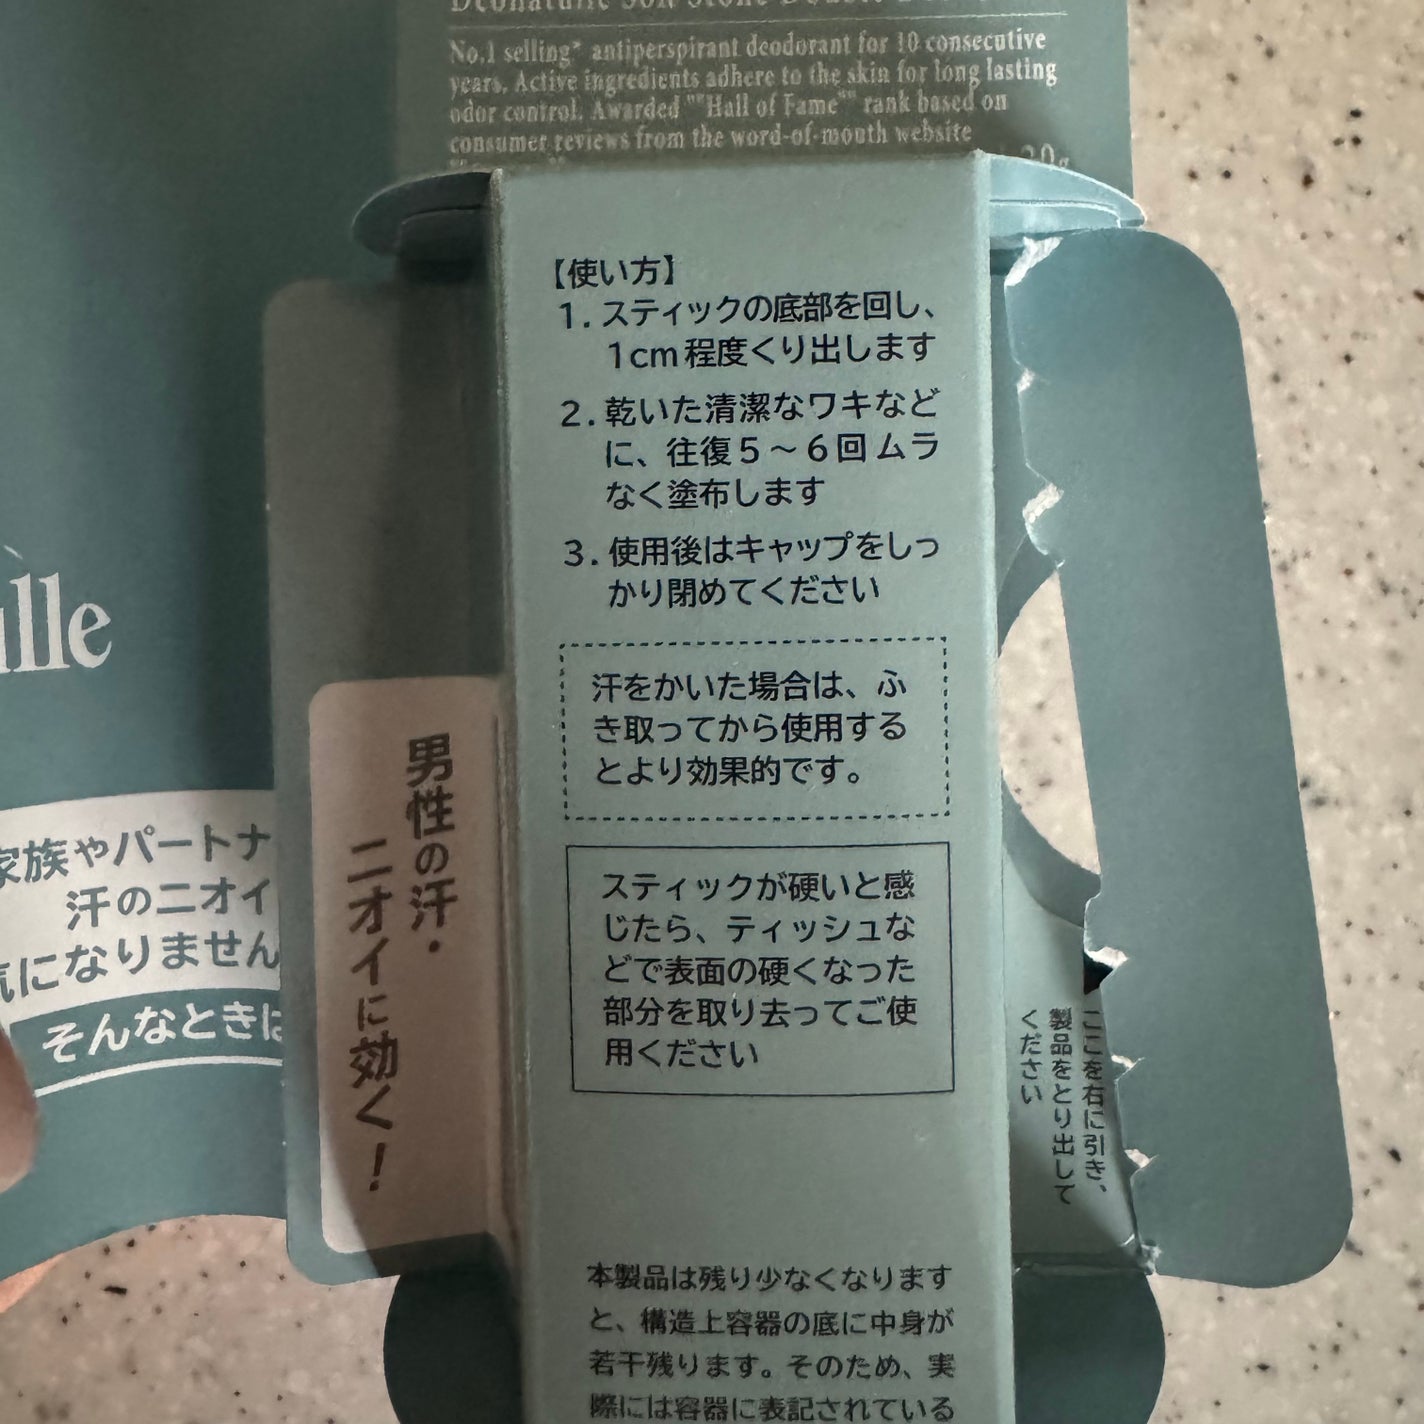 Deonatulle Soft Stone Double
No.1 selling* antiperspirant deodorant for 10 consecutive
years. Active ingredients adhere to the skin for long lasting
odor control. Awarded ""Hall of Fame"" rank based on
consumer reviews from the word-of-mouth website
20g
【使い方】
1. スティックの底部を回し、
1cm程度くり出します
2. 乾いた清潔なワキなど
に、往復5～6回ムラ
なく塗布します
3. 使用後はキャップをしっ
かり閉めてください
汗をかいた場合は、ふ
き取ってから使用する
とより効果的です。
スティックが硬いと感
じたら、ティッシュな
どで表面の硬くなった
部分を取り去ってご使
用ください
本製品は残り少なくなります
と、構造上容器の底に中身が
若干残ります。そのため、実
際には容器に表記されている
男性の汗・
ニオイに効く！
ulle
家族やパートナ
汗のニオイ
気になりません
そんなときは
ここを右に引き、
製品をとり出して
ください